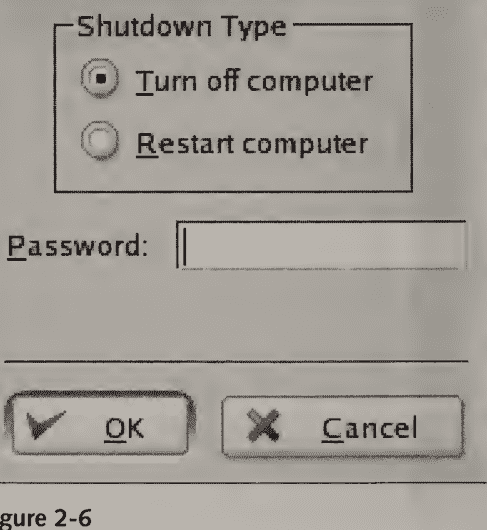 Shutdown Type
Turn off computer
Restart computer
Password:
OK Cancel
gure 2-6